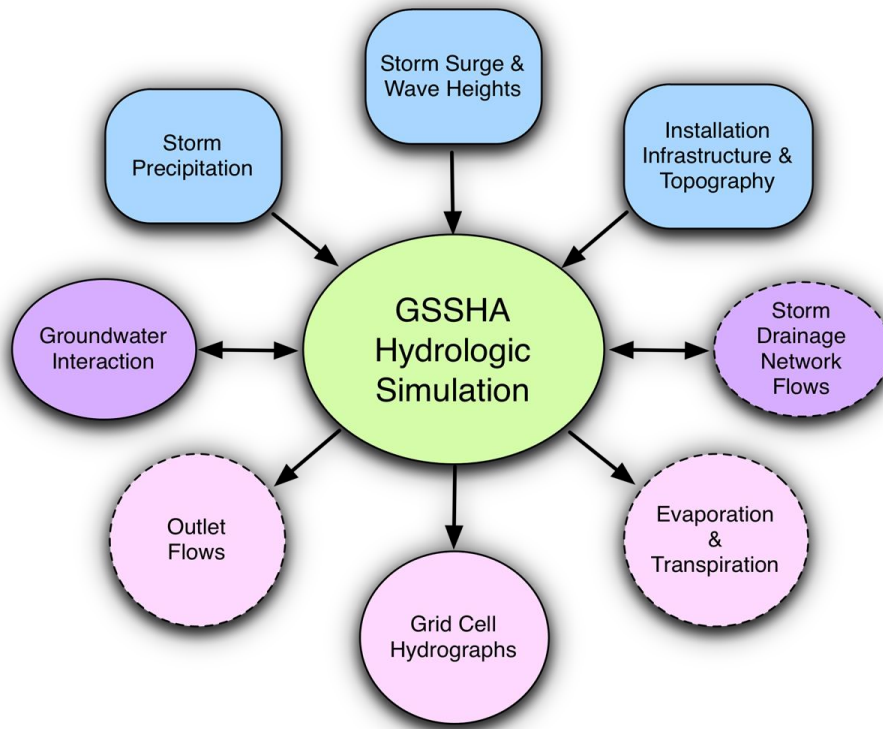 Storm Surge &
Wave Heights
Storm
Precipitation
Installation
Infrastructure &
Topography
GSSHA
Hydrologic
Simulation
Groundwater
Interaction
Storm
Drainage
Network
Flows
Outlet
Flows
Evaporation
&
Transpiration
Grid Cell
Hydrographs